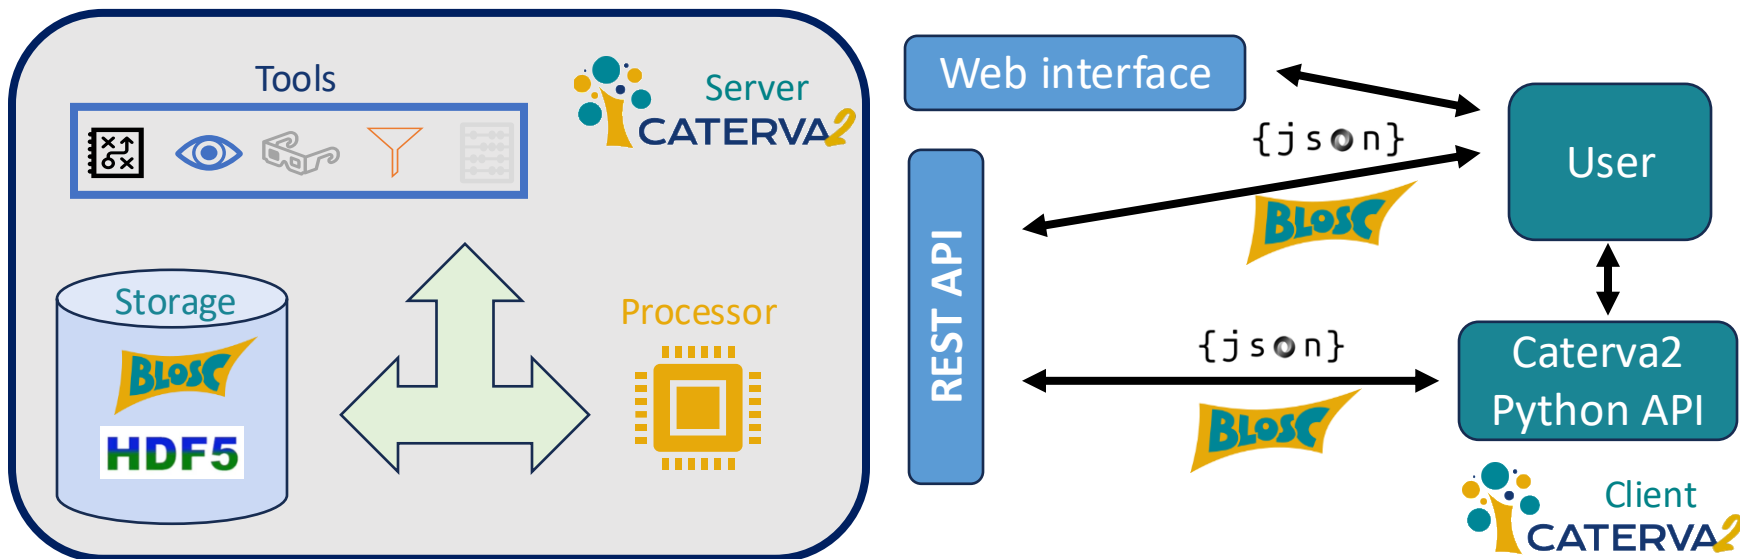 Tools
Server
CATERVA2
Storage
BLOSC
HDF5
Processor
Web interface
REST API
{json}
BLOSC
{json}
BLOSC
User
Caterva2
Python API
Client
CATERVA2